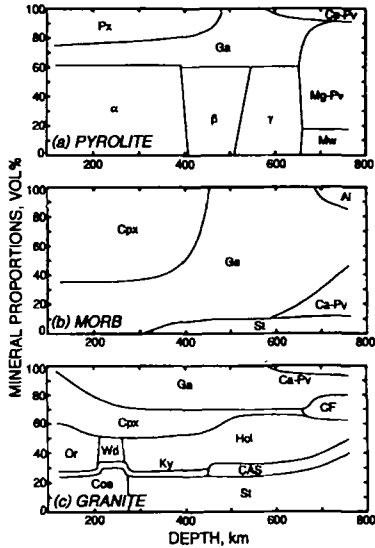 MINERAL PROPORTIONS, VOL%
100
80
60
40
20
0
Px
Ca-Pv
Ga
α
β
γ
Mg-Pv
Mw
(a) PYROLITE
200
400
600
800
100
80
60
40
20
0
Cpx
Al
Ga
Ca-Pv
St
(b) MORB
200
400
600
800
100
80
60
40
20
0
Ga
Ca-Pv
CF
Cpx
Or
Wd
Hol
Ky
CAS
Coe
St
(c) GRANITE
200
400
600
800
DEPTH, km